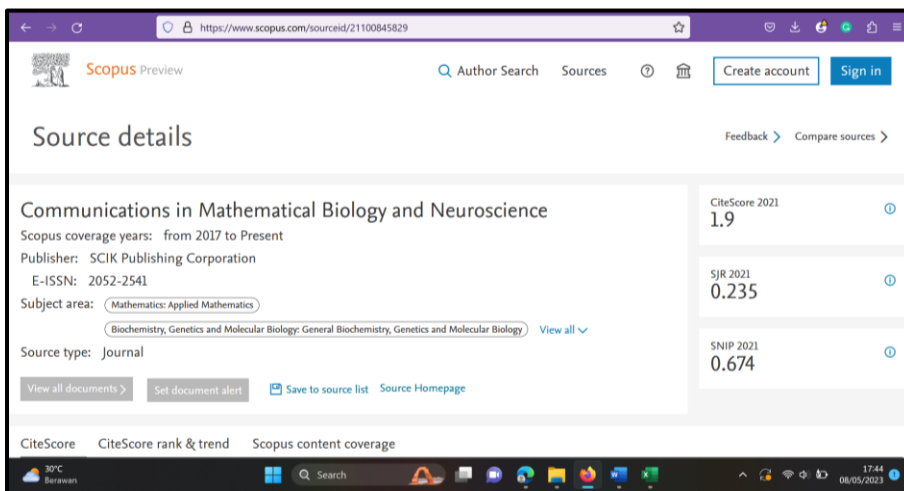 https://www.scopus.com/sourceid/21100845829
Scopus Preview
Author Search Sources Create account Sign in
Source details
Feedback Compare sources
Communications in Mathematical Biology and Neuroscience
Scopus coverage years: from 2017 to Present
Publisher: SCIK Publishing Corporation
E-ISSN: 2052-2541
Subject area: Mathematics: Applied Mathematics
Biochemistry, Genetics and Molecular Biology: General Biochemistry, Genetics and Molecular Biology View all
Source type: Journal
View all documents Set document alert Save to source list Source Homepage
CiteScore 2021
1.9
SJR 2021
0.235
SNIP 2021
0.674
CiteScore CiteScore rank & trend Scopus content coverage
30°C
Berawan
Search
17:44
08/05/2023
1